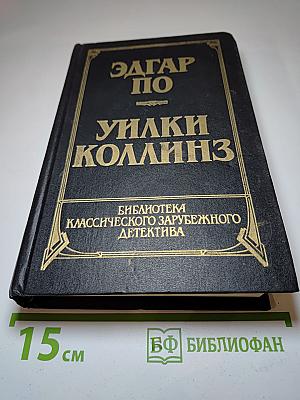 ЭДГАР
ПО
УИЛКИ
КОЛЛИНЗ
БИБЛИОТЕКА
КЛАССИЧЕСКОГО ЗАРУБЕЖНОГО
ДЕТЕКТИВА
15 см
БФ БИБЛИОФАН